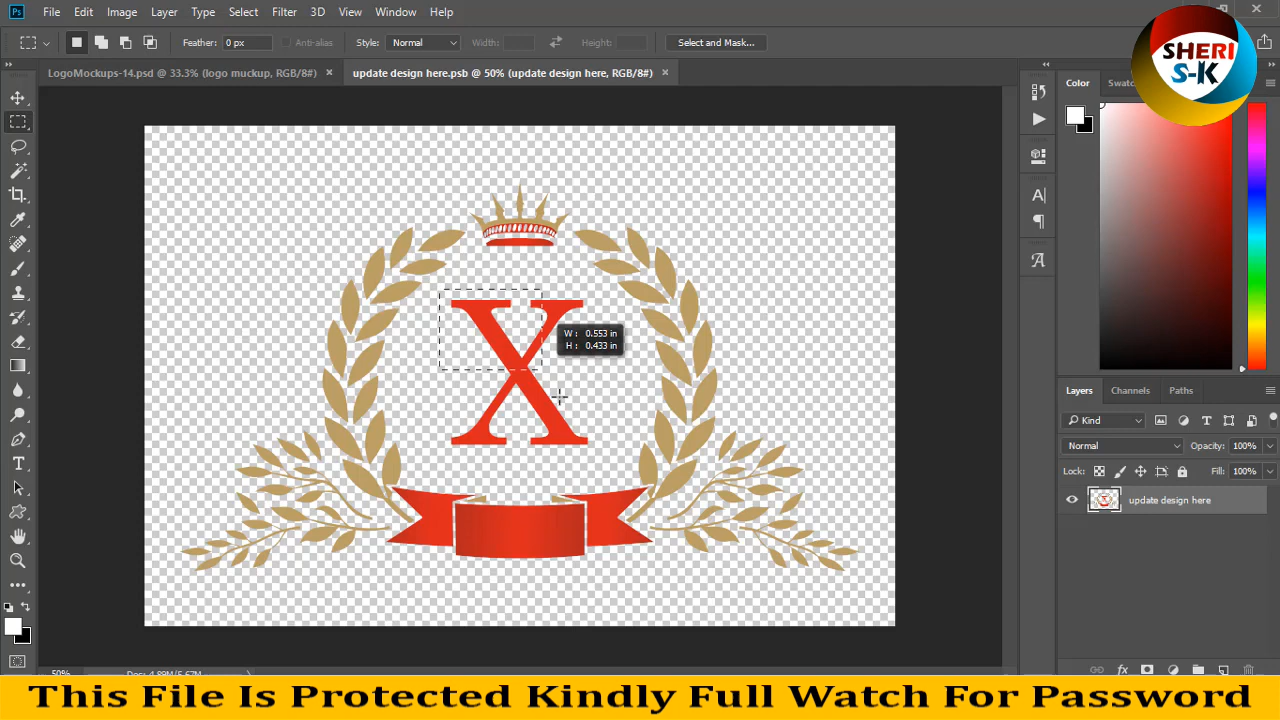 Ps File Edit Image Layer Type Select Filter 3D View Window Help
Feather: 0 px Anti-alias Style: Normal Width: Height: Select and Mask...
SHERI
S-K
LogoMockups-14.psd @ 33.3% (logo muckup, RGB/8#) × update design here.psb @ 50% (update design here, RGB/8#) ×
Color
X
W: 0.553 in
H: 0.433 in
Layers Channels Paths
Kind
Normal Opacity: 100%
Lock: Fill: 100%
update design here
50%
This File Is Protected Kindly Full Watch For Password